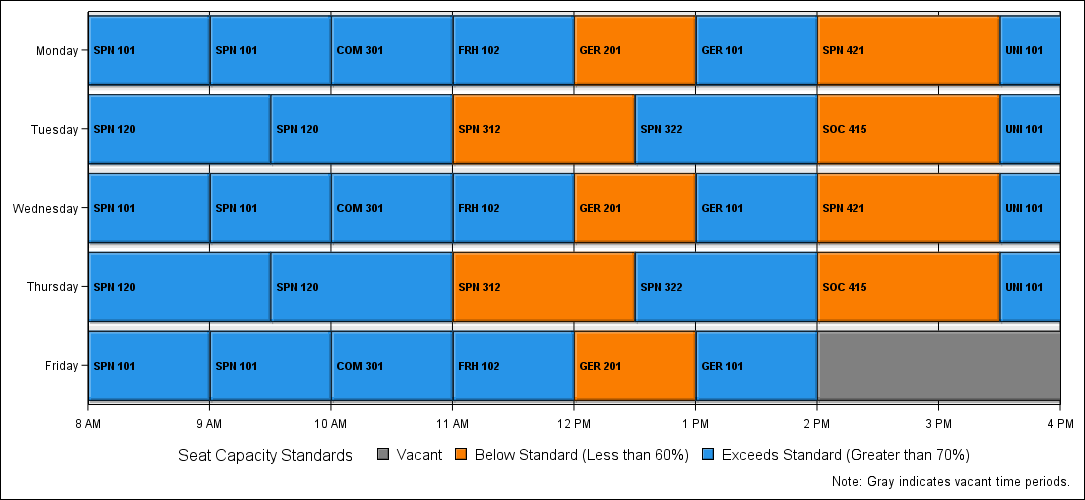 Monday SPN 101 SPN 101 COM 301 FRH 102 GER 201 GER 101 SPN 421 UNI 101
Tuesday SPN 120 SPN 120 SPN 312 SPN 322 SOC 415 UNI 101
Wednesday SPN 101 SPN 101 COM 301 FRH 102 GER 201 GER 101 SPN 421 UNI 101
Thursday SPN 120 SPN 120 SPN 312 SPN 322 SOC 415 UNI 101
Friday SPN 101 SPN 101 COM 301 FRH 102 GER 201 GER 101
8 AM 9 AM 10 AM 11 AM 12 PM 1 PM 2 PM 3 PM 4 PM
Seat Capacity Standards Vacant Below Standard (Less than 60%) Exceeds Standard (Greater than 70%)
Note: Gray indicates vacant time periods.